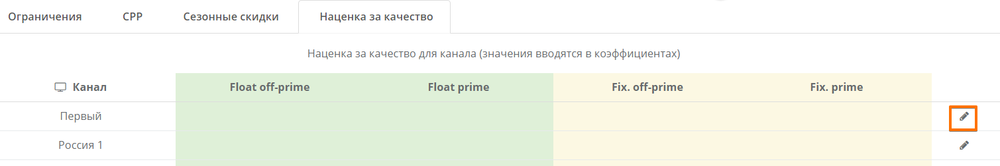 Ограничения CPP Сезонные скидки Наценка за качество
Наценка за качество для канала (значения вводятся в коэффициентах)
Канал Float off-prime Float prime Fix. off-prime Fix. prime
Первый
Россия 1